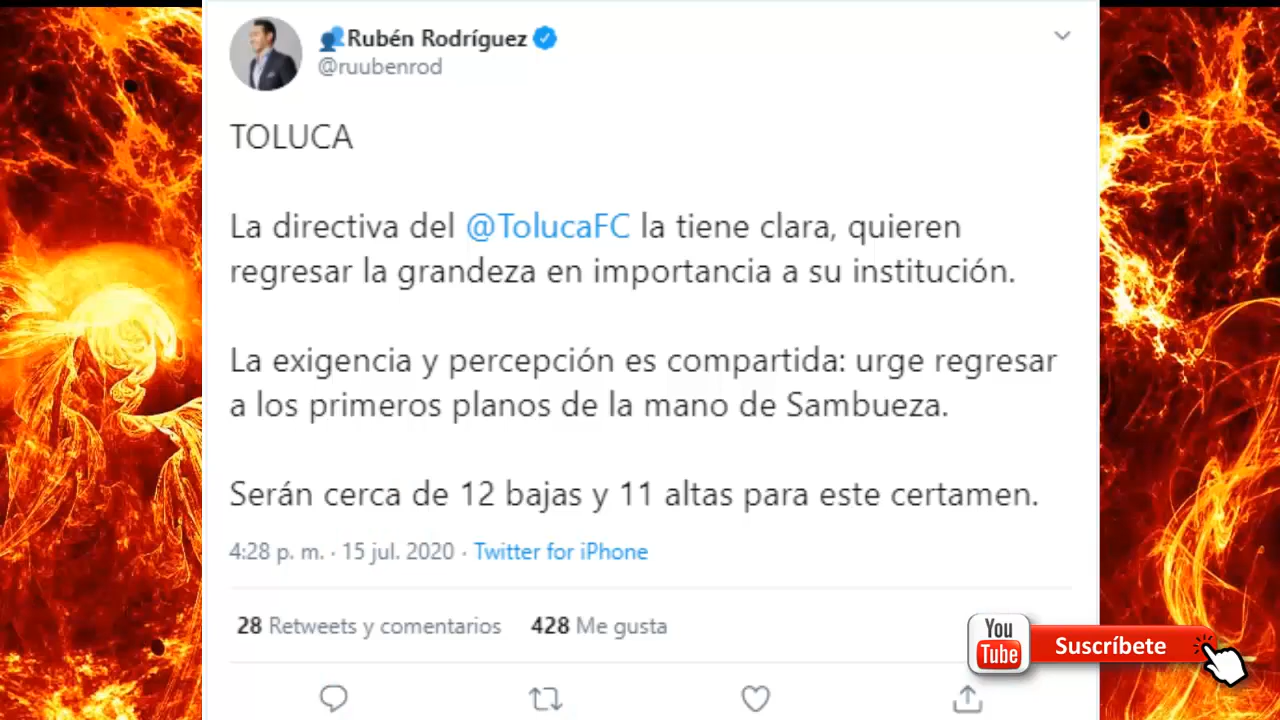 Rubén Rodríguez
@ruubenrod
TOLUCA
La directiva del @TolucaFC la tiene clara, quieren
regresar la grandeza en importancia a su institución.
La exigencia y percepción es compartida: urge regresar
a los primeros planos de la mano de Sambueza.
Serán cerca de 12 bajas y 11 altas para este certamen.
4:28 p. m. · 15 jul. 2020 · Twitter for iPhone
28 Retweets y comentarios 428 Me gusta
You
Tube
Suscríbete